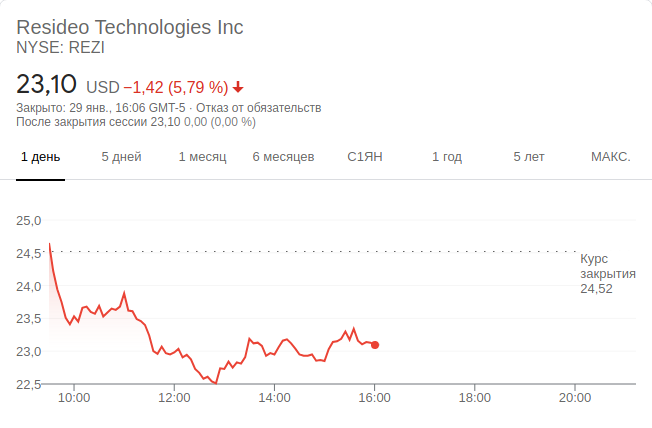 Resideo Technologies Inc
NYSE: REZI
23,10 USD −1,42 (5,79 %)
Закрыто: 29 янв., 16:06 GMT-5 · Отказ от обязательств
После закрытия сессии 23,10 0,00 (0,00 %)
1 день 5 дней 1 месяц 6 месяцев С1ЯН 1 год 5 лет МАКС.
25,0
24,5
Курс
закрытия
24,52
24,0
23,5
23,0
22,5
10:00 12:00 14:00 16:00 18:00 20:00